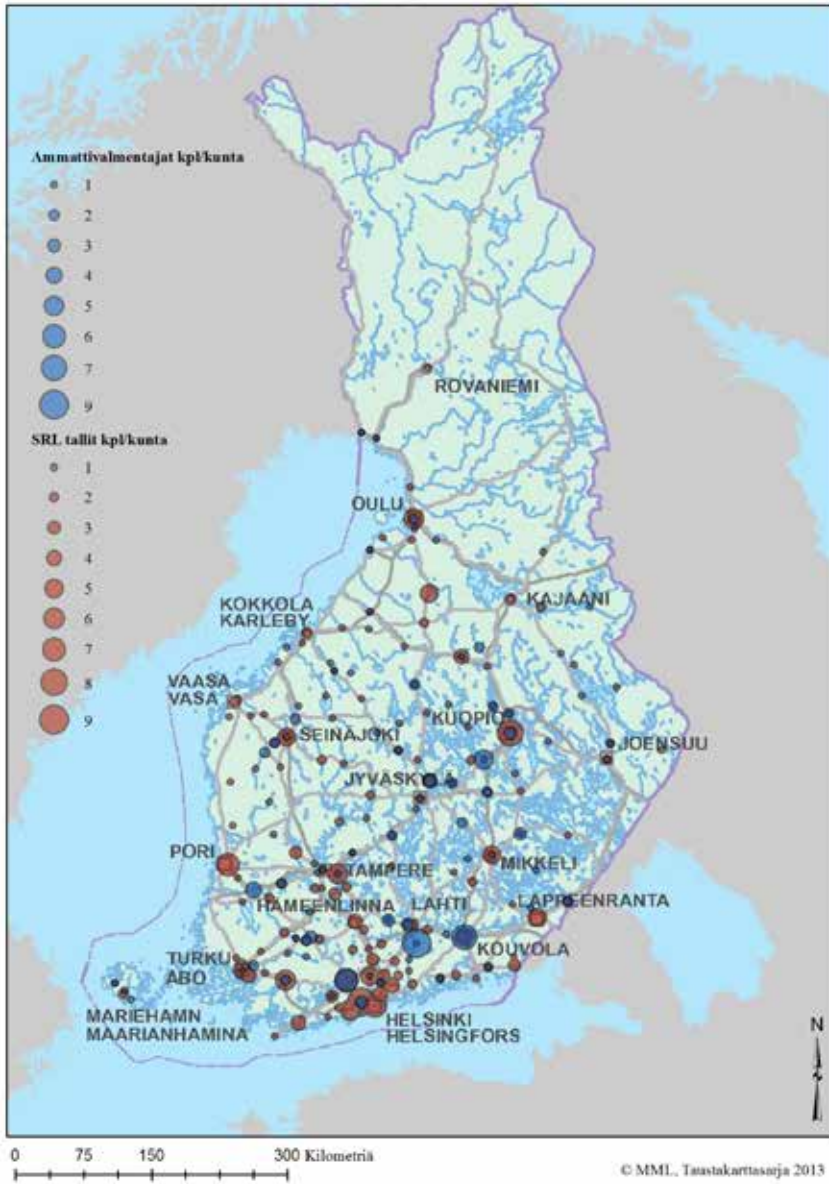 Ammattivalmentajat kpl/kunta
1
2
3
4
5
6
7
9
SRL tallit kpl/kunta
1
2
3
4
5
6
7
8
9
ROVANIEMI
OULU
KAJAANI
KOKKOLA
KARLEBY
VAASA
VASA
KUOPIO
SEINÄJOKI
JOENSUU
JYVÄSKYLÄ
PORI
TAMPERE
MIKKELI
HÄMEENLINNA
LAHTI
LAPPEENRANTA
KOUVOLA
TURKU
ÅBO
MARIEHAMN
MAARIANHAMINA
HELSINKI
HELSINGFORS
N
0 75 150 300 Kilometriä
© MML, Taustakarttasarja 2013